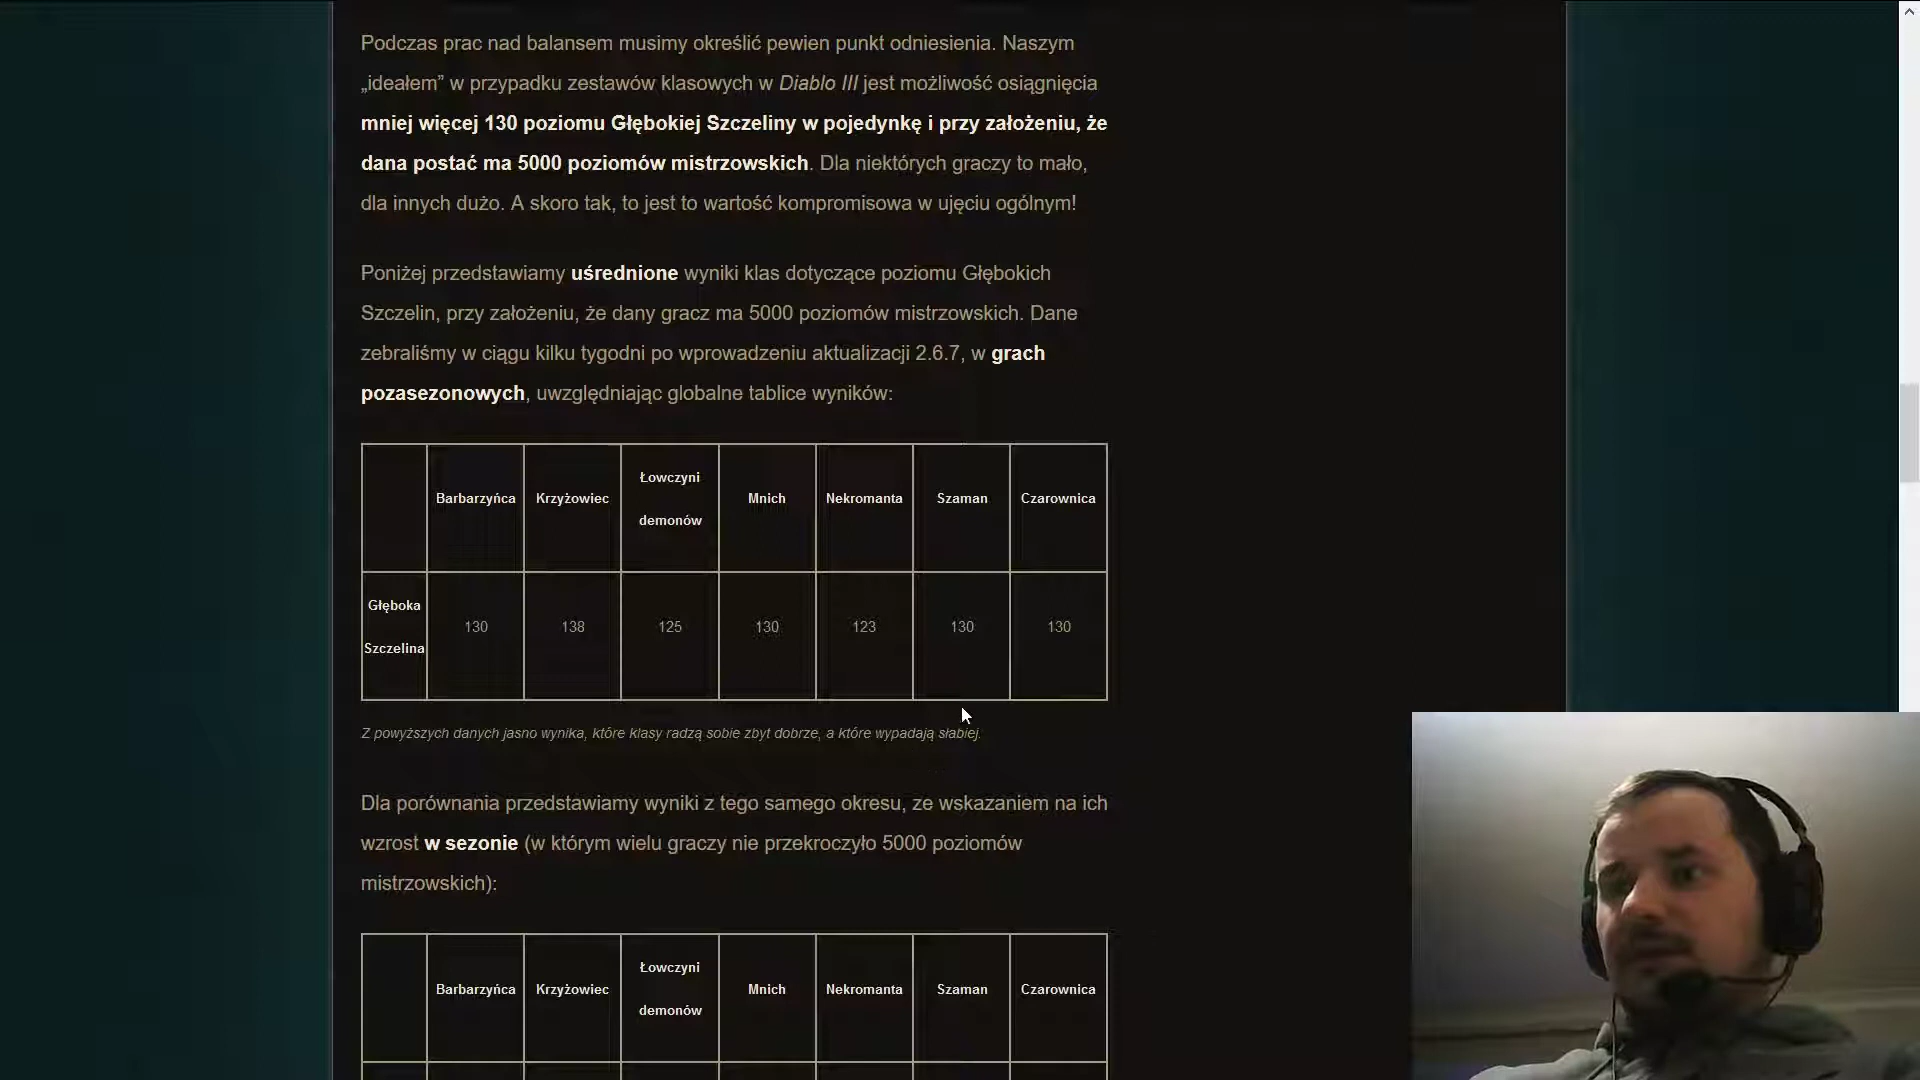 Podczas prac nad balansem musimy określić pewien punkt odniesienia. Naszym
„ideałem” w przypadku zestawów klasowych w Diablo III jest możliwość osiągnięcia
mniej więcej 130 poziomu Głębokiej Szczeliny w pojedynkę i przy założeniu, że
dana postać ma 5000 poziomów mistrzowskich. Dla niektórych graczy to mało,
dla innych dużo. A skoro tak, to jest to wartość kompromisowa w ujęciu ogólnym!
Poniżej przedstawiamy uśrednione wyniki klas dotyczące poziomu Głębokich
Szczelin, przy założeniu, że dany gracz ma 5000 poziomów mistrzowskich. Dane
zebraliśmy w ciągu kilku tygodni po wprowadzeniu aktualizacji 2.6.7, w grach
pozasezonowych, uwzględniając globalne tablice wyników:
Barbarzyńca Krzyżowiec Łowczyni demonów Mnich Nekromanta Szaman Czarownica
Głęboka Szczelina 130 138 125 130 123 130 130
Z powyższych danych jasno wynika, które klasy radzą sobie zbyt dobrze, a które wypadają słabiej.
Dla porównania przedstawiamy wyniki z tego samego okresu, ze wskazaniem na ich
wzrost w sezonie (w którym wielu graczy nie przekroczyło 5000 poziomów
mistrzowskich):
Barbarzyńca Krzyżowiec Łowczyni demonów Mnich Nekromanta Szaman Czarownica